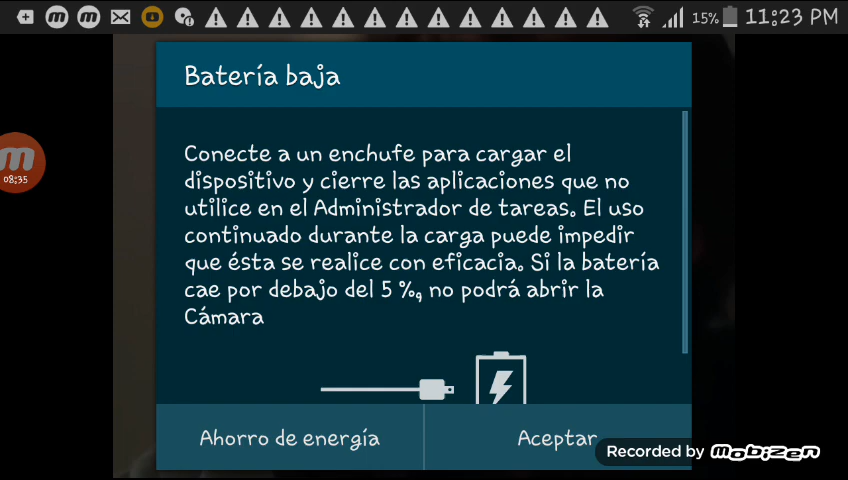 15% 11:23 PM
Batería baja
08:35
Conecte a un enchufe para cargar el
dispositivo y cierre las aplicaciones que no
utilice en el Administrador de tareas. El uso
continuado durante la carga puede impedir
que ésta se realice con eficacia. Si la batería
cae por debajo del 5 %, no podrá abrir la
Cámara
Ahorro de energía
Aceptar
Recorded by Mobizen